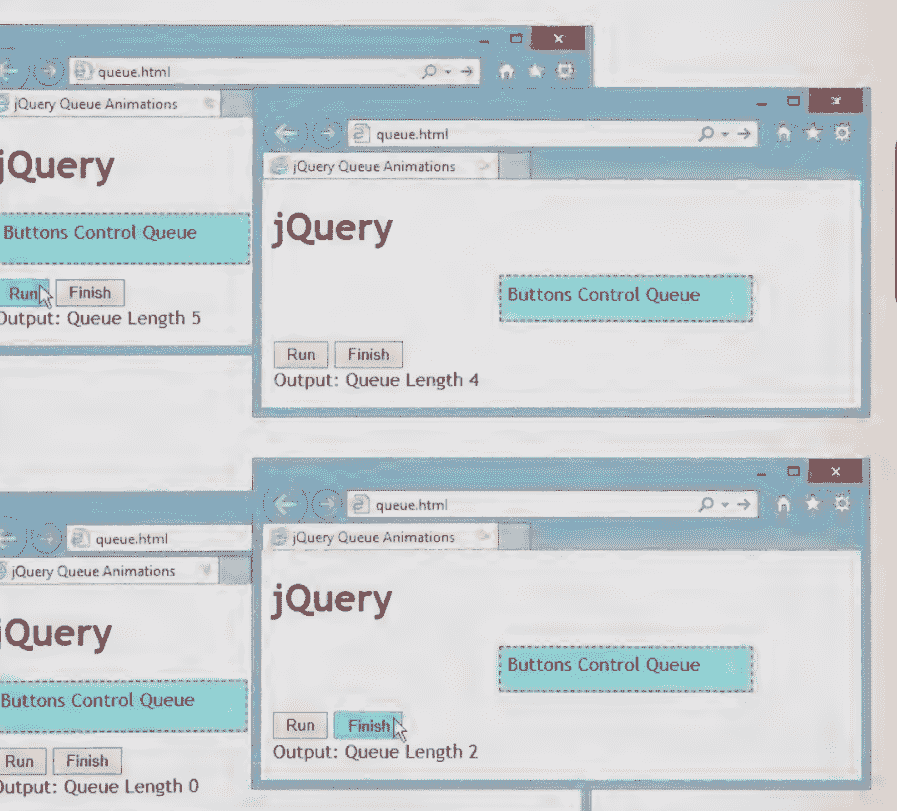 queue.html
jQuery Queue Animations
jQuery
Buttons Control Queue
Run Finish
Output: Queue Length 5
queue.html
jQuery Queue Animations
jQuery
Buttons Control Queue
Run Finish
Output: Queue Length 4
queue.html
jQuery Queue Animations
jQuery
Buttons Control Queue
Run Finish
Output: Queue Length 0
queue.html
jQuery Queue Animations
jQuery
Buttons Control Queue
Run Finish
Output: Queue Length 2